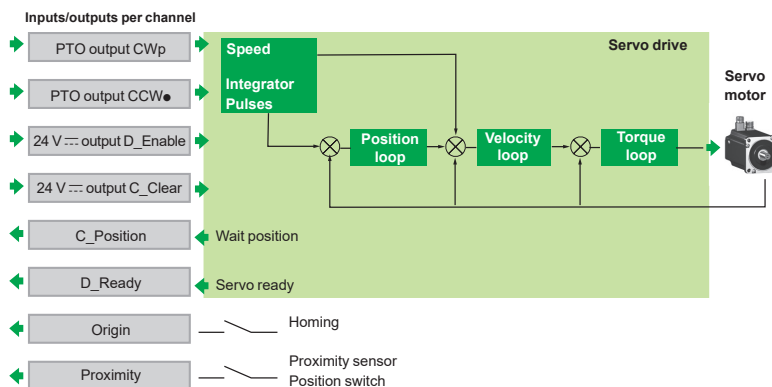 Inputs/outputs per channel
PTO output CWp
PTO output CCW●
24 V ⎓ output D_Enable
24 V ⎓ output C_Clear
C_Position
D_Ready
Origin
Proximity
Speed
Integrator
Pulses
Servo drive
Position
loop
Velocity
loop
Torque
loop
Servo
motor
Wait position
Servo ready
Homing
Proximity sensor
Position switch